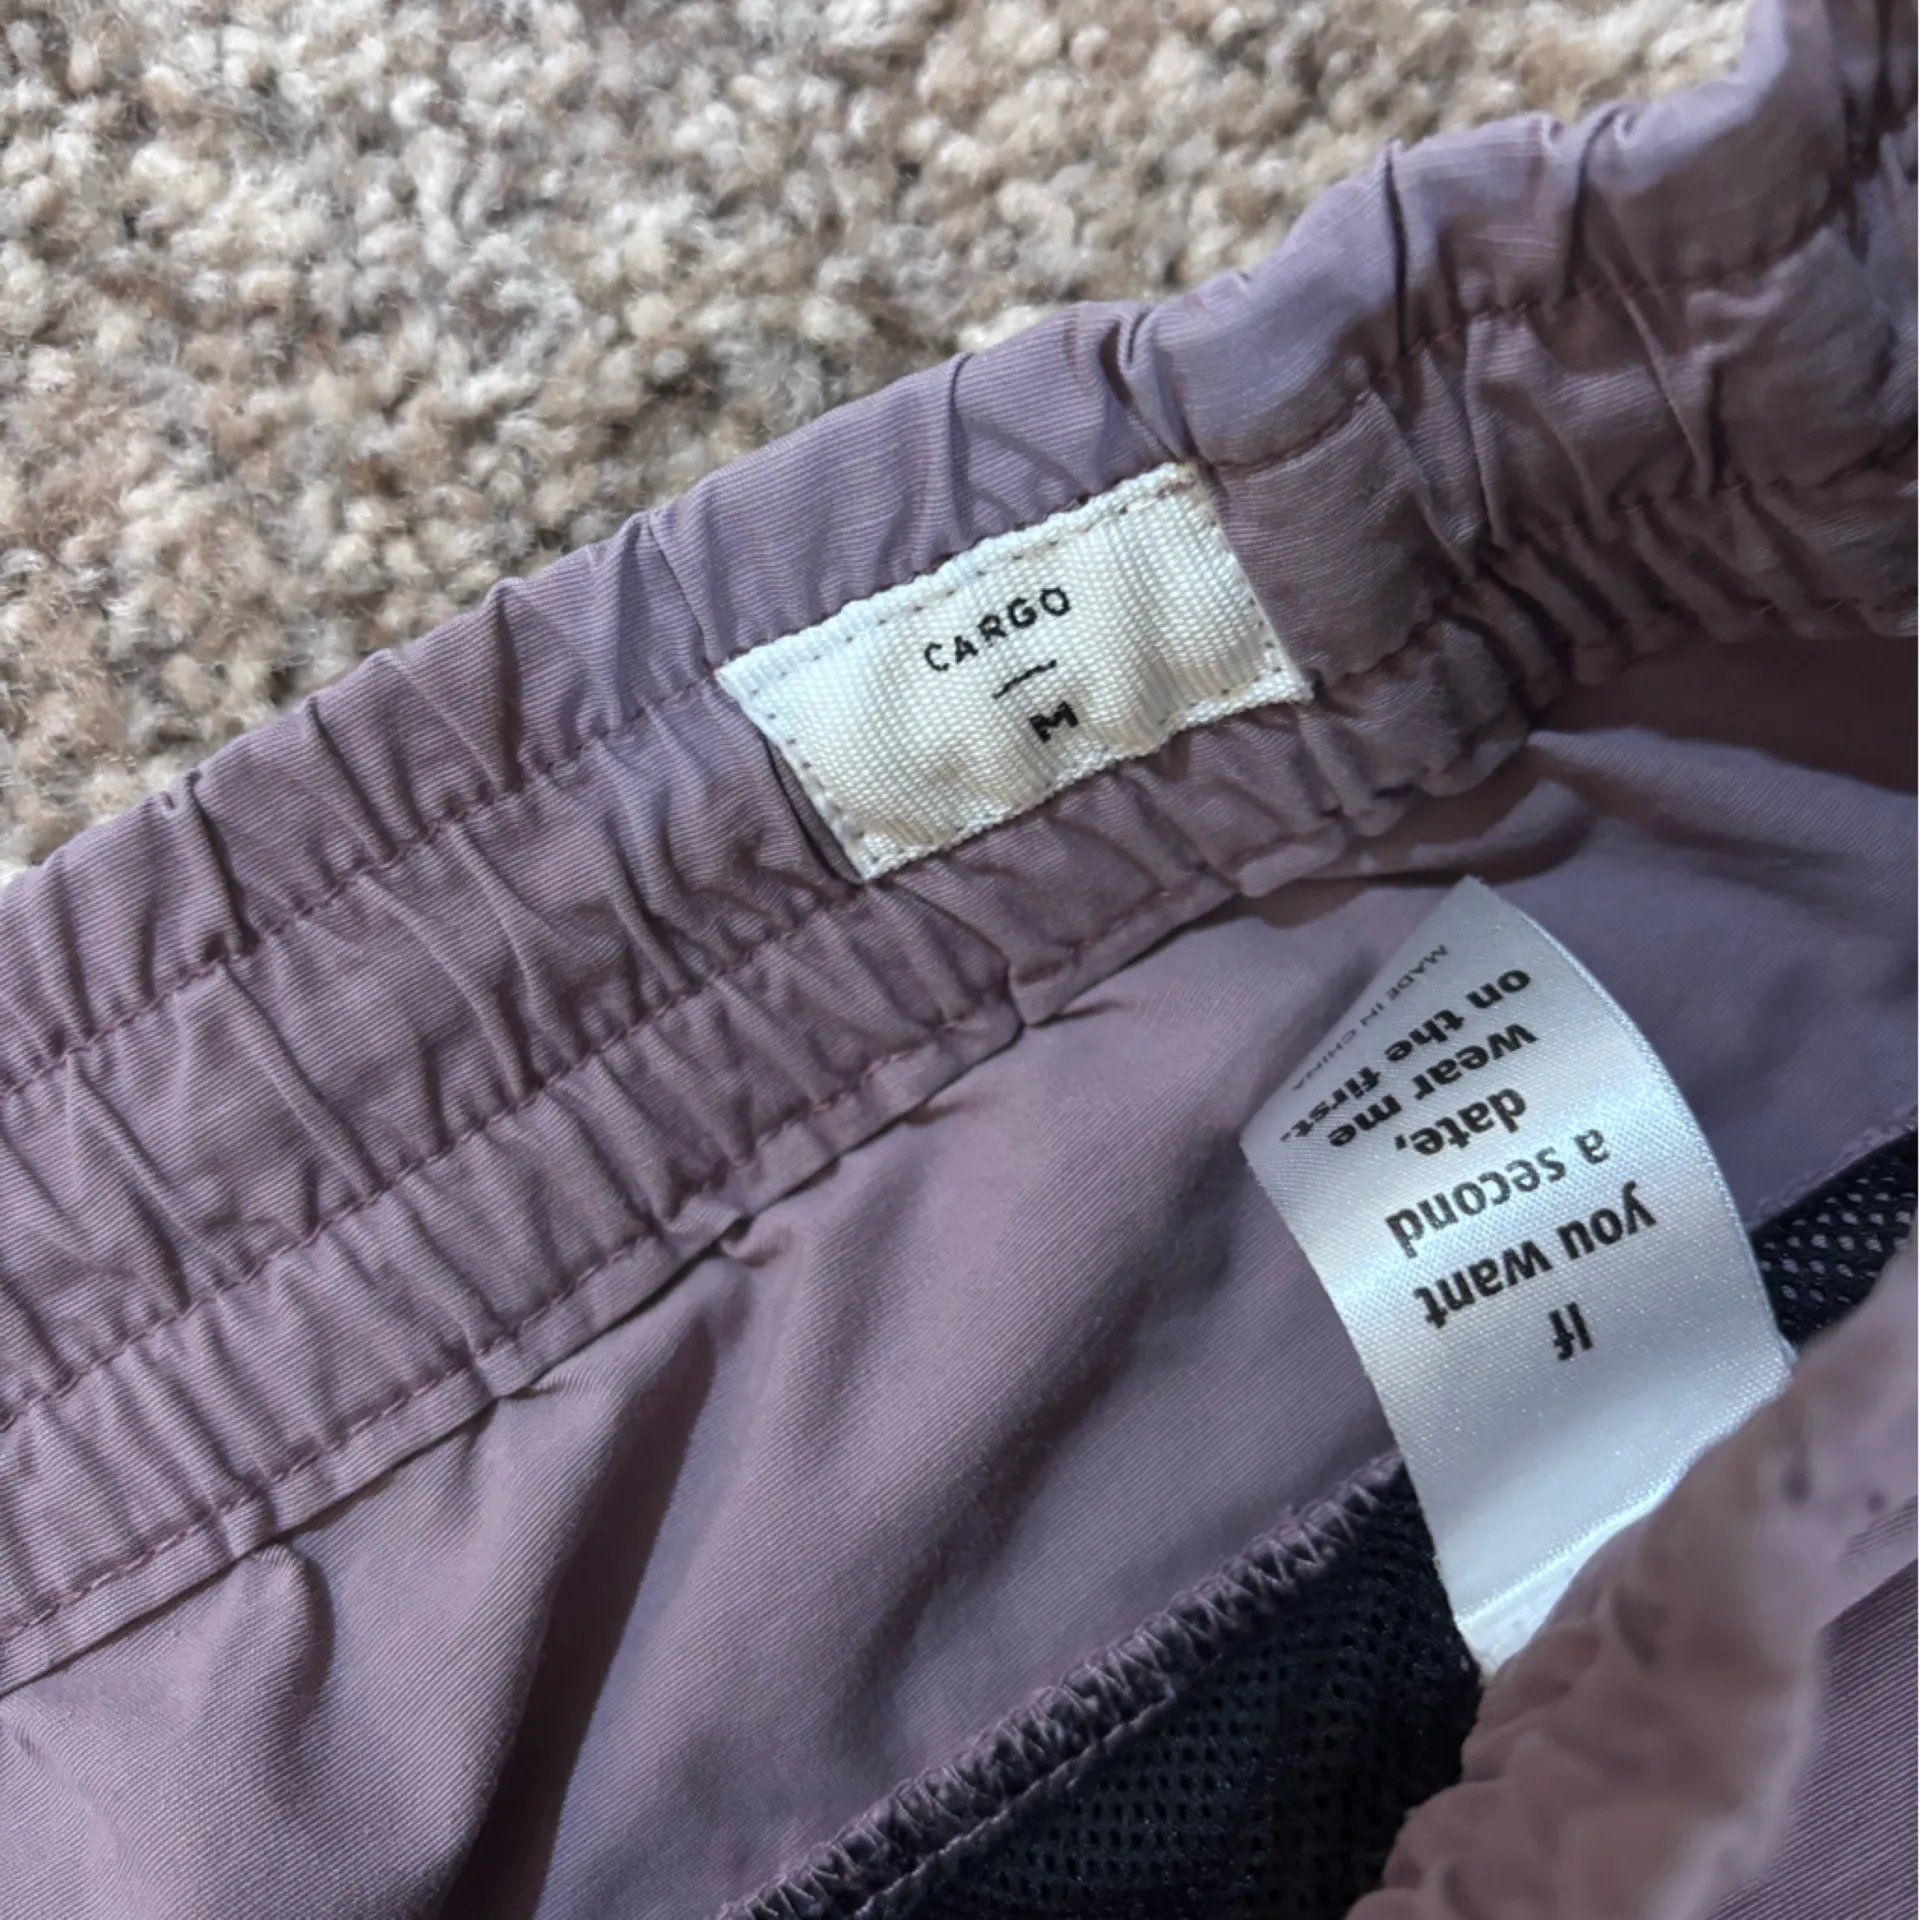 CARGO
M
If
you want
a second
date,
wear me
on the first.
MADE IN CHINA